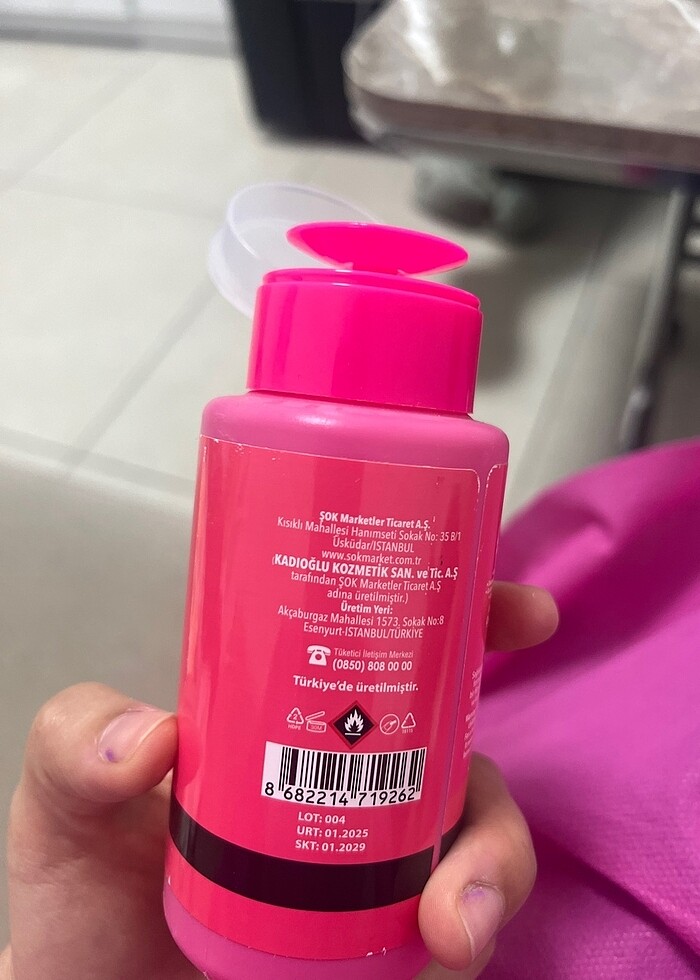 ŞOK Marketler Ticaret A.Ş.
Kısıklı Mahallesi Hanımseti Sokak No: 35 B/1
Üsküdar/İSTANBUL
www.sokmarket.com.tr
(KADIOĞLU KOZMETİK SAN. ve Tic. A.Ş
tarafından ŞOK Marketler Ticaret A.Ş
adına üretilmiştir.)
Üretim Yeri:
Akçaburgaz Mahallesi 1573. Sokak No:8
Esenyurt-İSTANBUL/TÜRKİYE
Tüketici İletişim Merkezi
(0850) 808 00 00
Türkiye'de üretilmiştir.
2
HDPE
8 682214 719262
LOT: 004
URT: 01.2025
SKT: 01.2029